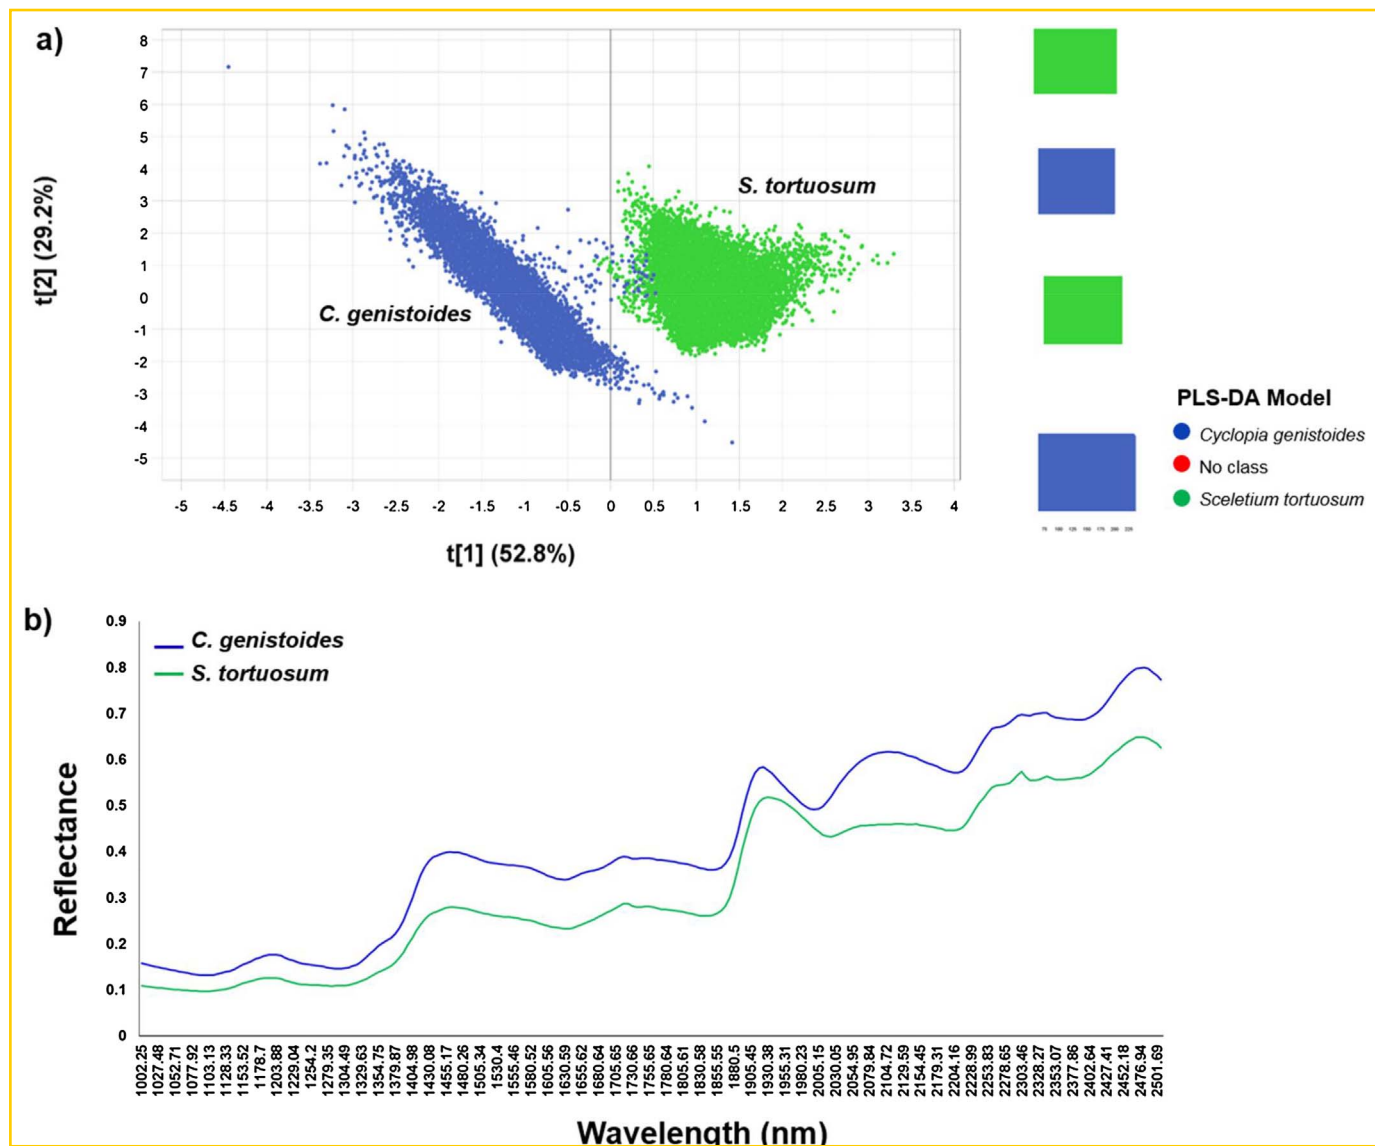 a)
8
7
6
5
4
3
2
1
0
-1
-2
-3
-4
-5
t[2] (29.2%)
S. tortuosum
C. genistoides
-5 -4.5 -4 -3.5 -3 -2.5 -2 -1.5 -1 -0.5 0 0.5 1 1.5 2 2.5 3 3.5 4
t[1] (52.8%)
75 100 125 150 175 200 225
PLS-DA Model
Cyclopia genistoides
No class
Sceletium tortuosum
b)
0.9
0.8
0.7
0.6
0.5
0.4
0.3
0.2
0.1
0
Reflectance
C. genistoides
S. tortuosum
1002.25 1027.48 1052.71 1077.92 1103.13 1128.33 1153.52 1178.7 1203.88 1229.04 1254.2 1279.35 1304.49 1329.63 1354.75 1379.87 1404.98 1430.08 1455.17 1480.26 1505.34 1530.4 1555.46 1580.52 1605.56 1630.59 1655.62 1680.64 1705.65 1730.66 1755.65 1780.64 1805.61 1830.58 1855.55 1880.5 1905.45 1930.38 1955.31 1980.23 2005.15 2030.05 2054.95 2079.84 2104.72 2129.59 2154.45 2179.31 2204.16 2228.99 2253.83 2278.65 2303.46 2328.27 2353.07 2377.86 2402.64 2427.41 2452.18 2476.94 2501.69
Wavelength (nm)